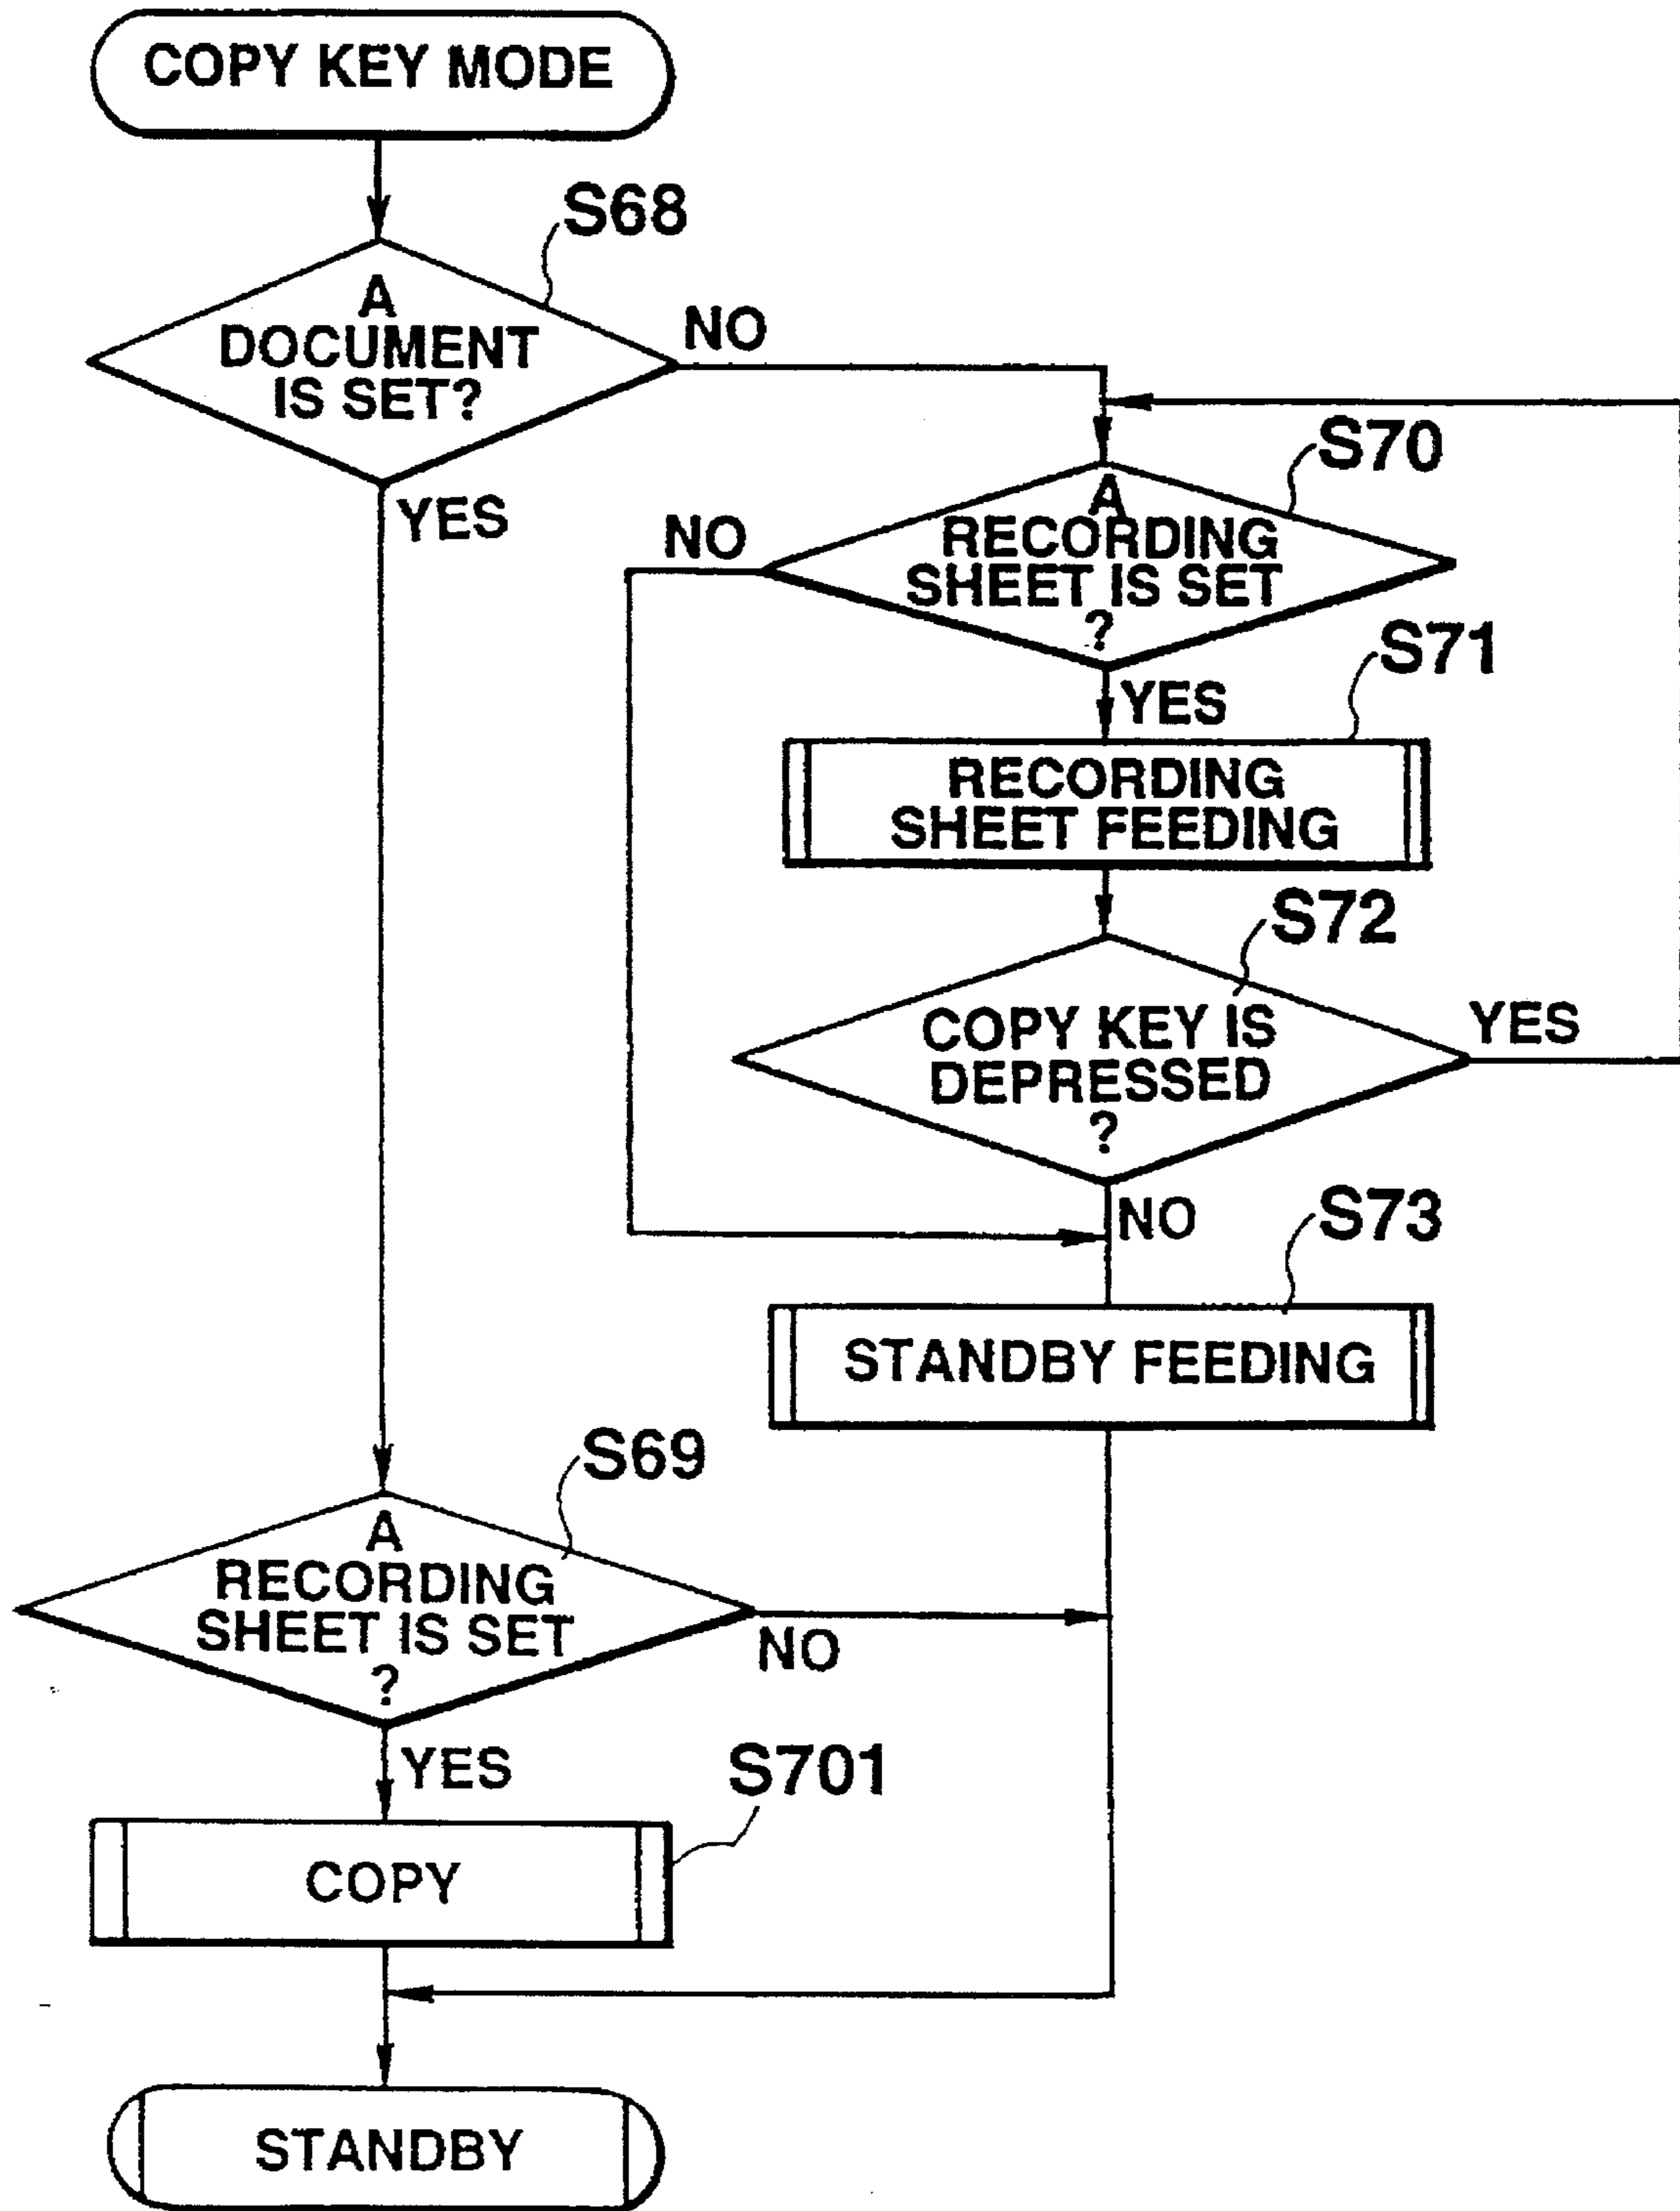 COPY KEY MODE
S68
A
DOCUMENT
IS SET?
NO
YES
S70
A
RECORDING
SHEET IS SET
?
NO
YES
S71
RECORDING
SHEET FEEDING
S72
COPY KEY IS
DEPRESSED
?
YES
NO
S73
STANDBY FEEDING
S69
A
RECORDING
SHEET IS SET
?
NO
YES
S701
COPY
STANDBY